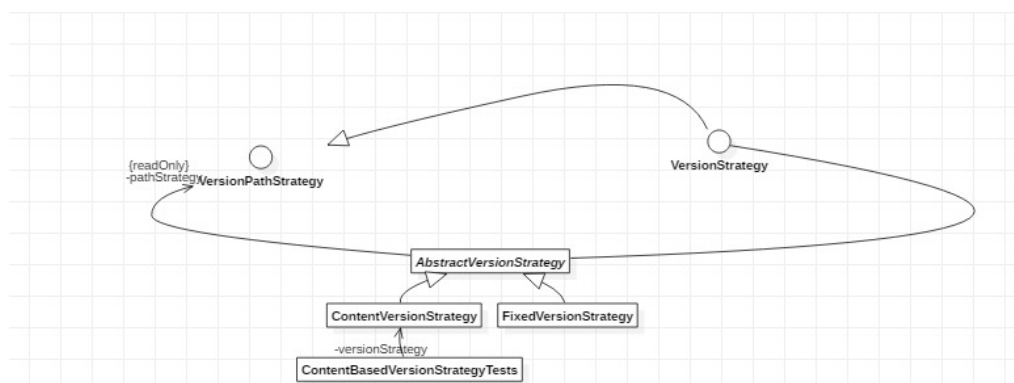 {readOnly}
-pathStrategy
VersionPathStrategy
VersionStrategy
AbstractVersionStrategy
ContentVersionStrategy
FixedVersionStrategy
-versionStrategy
ContentBasedVersionStrategyTests